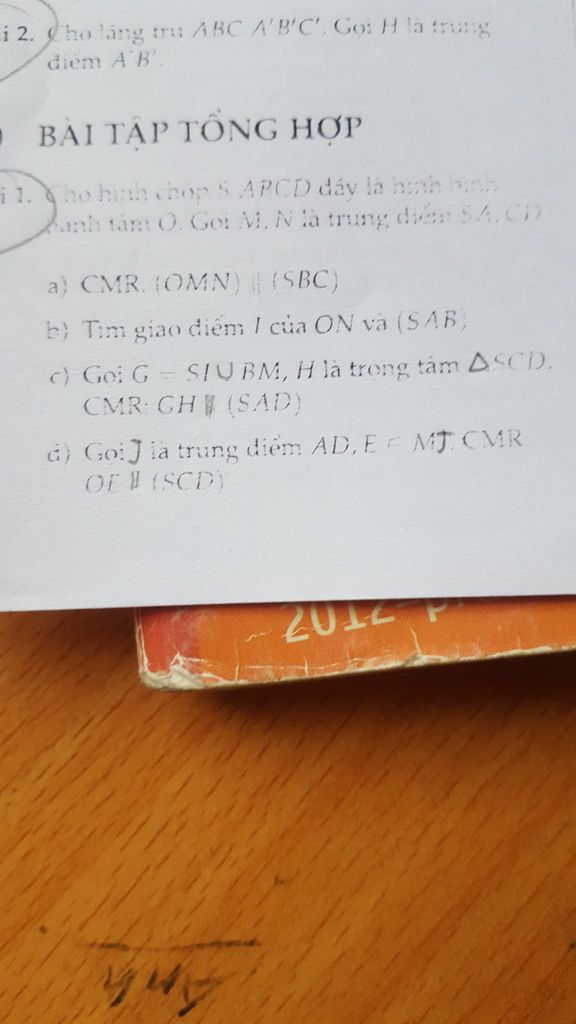 i 2. Cho lăng trụ ABC A'B'C'. Gọi H là trung
điểm A'B'.
BÀI TẬP TỔNG HỢP
i 1. Cho hình chóp S.ABCD đáy là hình bình
hành tâm O. Gọi M, N là trung điểm SA, CD
a) CMR. (OMN) || (SBC)
b) Tìm giao điểm I của ON và (SAB)
c) Gọi G = SI ∪ BM, H là trọng tâm △SCD.
CMR: GH || (SAD)
d) Gọi J là trung điểm AD, E ∈ MJ. CMR
OE || (SCD)
2012